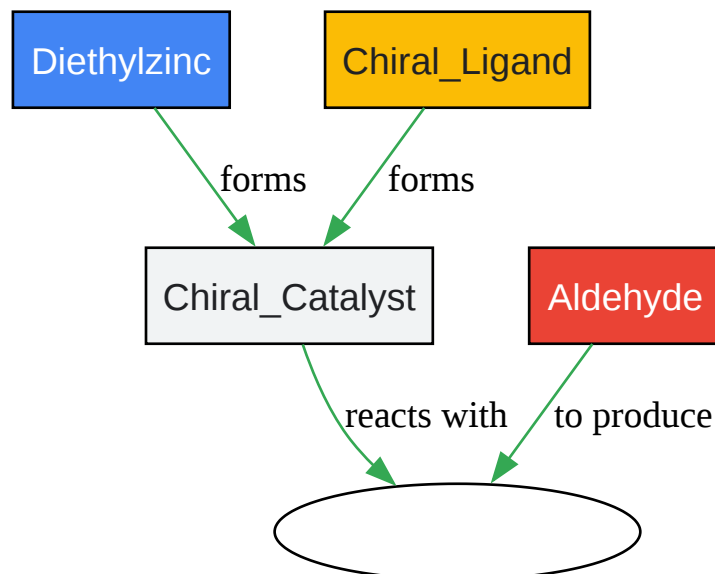 Diethylzinc
Chiral_Ligand
forms
forms
Chiral_Catalyst
Aldehyde
reacts with
to produce